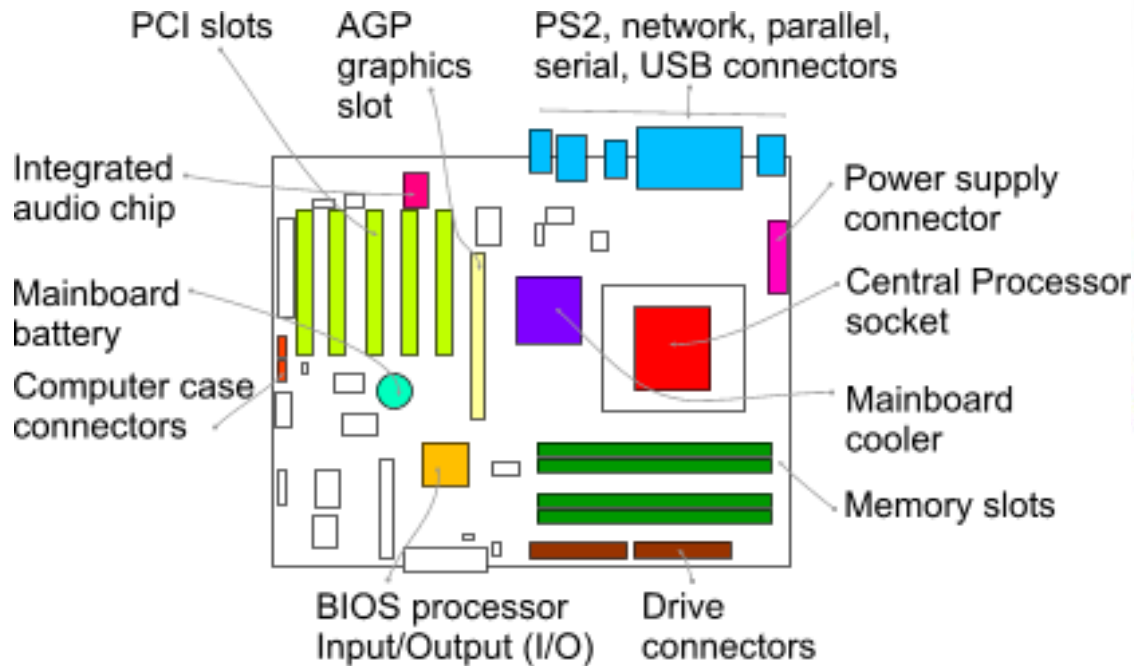 PCI slots
AGP
graphics
slot
PS2, network, parallel,
serial, USB connectors
Integrated
audio chip
Power supply
connector
Mainboard
battery
Central Processor
socket
Computer case
connectors
Mainboard
cooler
Memory slots
BIOS processor
Input/Output (I/O)
Drive
connectors